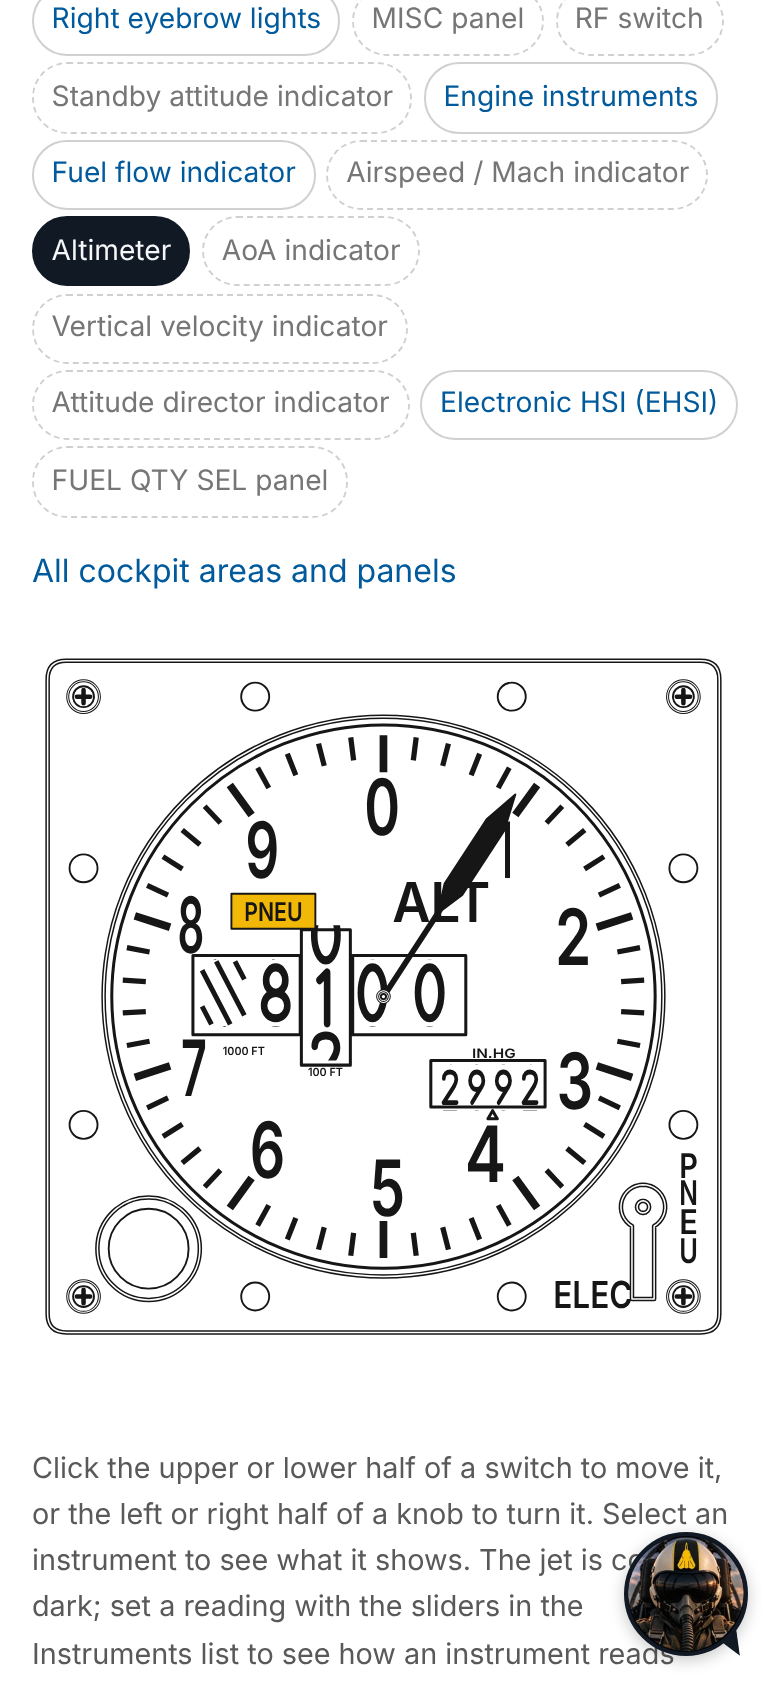 Right eyebrow lights
MISC panel
RF switch
Standby attitude indicator
Engine instruments
Fuel flow indicator
Airspeed / Mach indicator
Altimeter
AoA indicator
Vertical velocity indicator
Attitude director indicator
Electronic HSI (EHSI)
FUEL QTY SEL panel
All cockpit areas and panels
0
1
2
3
4
5
6
7
8
9
ALT
PNEU
0
8 1 0 0
2
1000 FT
100 FT
IN.HG
2992
PNEU
ELEC
Click the upper or lower half of a switch to move it,
or the left or right half of a knob to turn it. Select an
instrument to see what it shows. The jet is
dark; set a reading with the sliders in the
Instruments list to see how an instrument reads